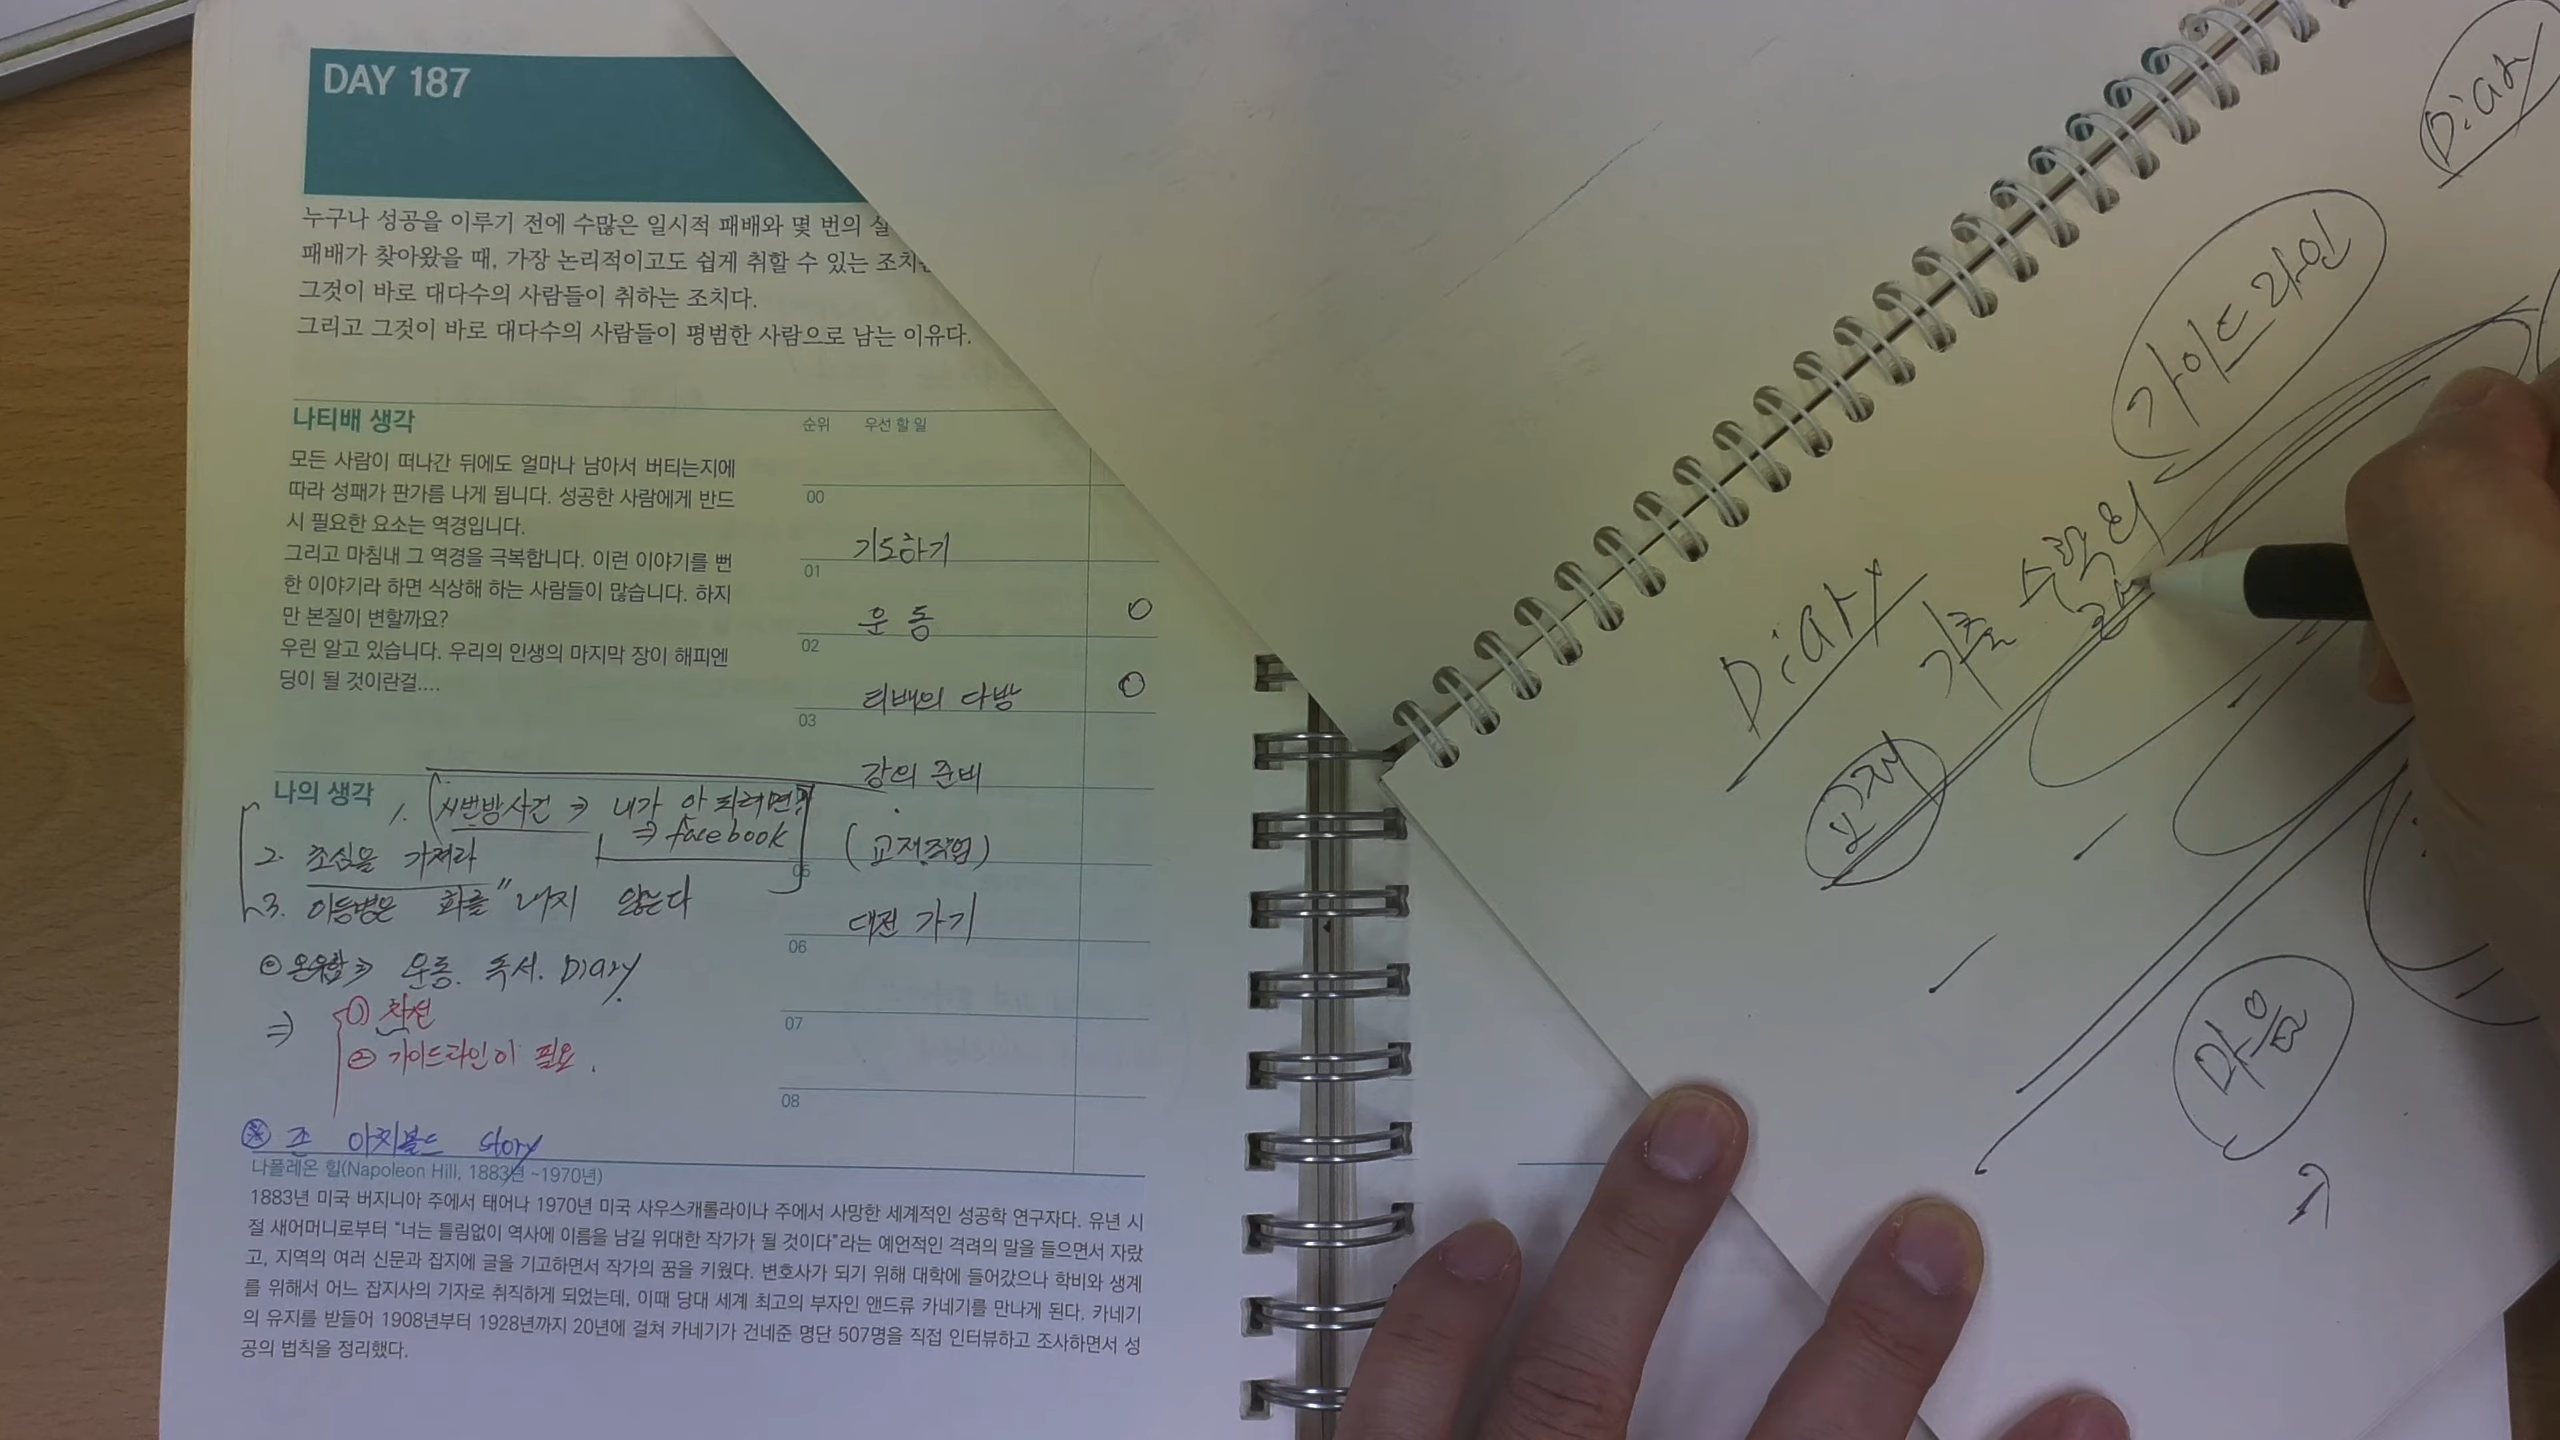 DAY 187
누구나 성공을 이루기 전에 수많은 일시적 패배와 몇 번의
패배가 찾아왔을 때, 가장 논리적이고도 쉽게 취할 수 있는
그것이 바로 대다수의 사람들이 취하는 조치다.
그리고 그것이 바로 대다수의 사람들이 평범한 사람으로 남는 이유다.
나티배 생각
모든 사람이 떠나간 뒤에도 얼마나 남아서 버티는지에
따라 성패가 판가름 나게 됩니다. 성공한 사람에게 반드
시 필요한 요소는 역경입니다.
그리고 마침내 그 역경을 극복합니다. 이런 이야기를 뻔
한 이야기라 하면 식상해 하는 사람들이 많습니다. 하지
만 본질이 변할까요?
우린 알고 있습니다. 우리의 인생의 마지막 장이 해피엔
딩이 될 것이란걸....
순위 우선 할 일
00
기도하기
01
운동
02
티배의 다방
03
강의 준비
(교재작업)
05
대전 가기
06
07
08
나의 생각
1. 내가 안 되려면?
⇒ facebook
2. 초심을 가져라
3. 이등병은 화를 내지 않는다
⇒ 운동. 독서. Diary.
⇒ ①
② 가이드라인이 필요.
존 아치볼드 story
나폴레온 힐(Napoleon Hill, 1883년 ~1970년)
1883년 미국 버지니아 주에서 태어나 1970년 미국 사우스캐롤라이나 주에서 사망한 세계적인 성공학 연구자다. 유년 시
절 새어머니로부터 "너는 틀림없이 역사에 이름을 남길 위대한 작가가 될 것이다"라는 예언적인 격려의 말을 들으면서 자랐
고, 지역의 여러 신문과 잡지에 글을 기고하면서 작가의 꿈을 키웠다. 변호사가 되기 위해 대학에 들어갔으나 학비와 생계
를 위해서 어느 잡지사의 기자로 취직하게 되었는데, 이때 당대 세계 최고의 부자인 앤드류 카네기를 만나게 된다. 카네기
의 유지를 받들어 1908년부터 1928년까지 20년에 걸쳐 카네기가 건네준 명단 507명을 직접 인터뷰하고 조사하면서 성
공의 법칙을 정리했다.
Diary
가이드라인
Diary
기출 수학의
교재
마음